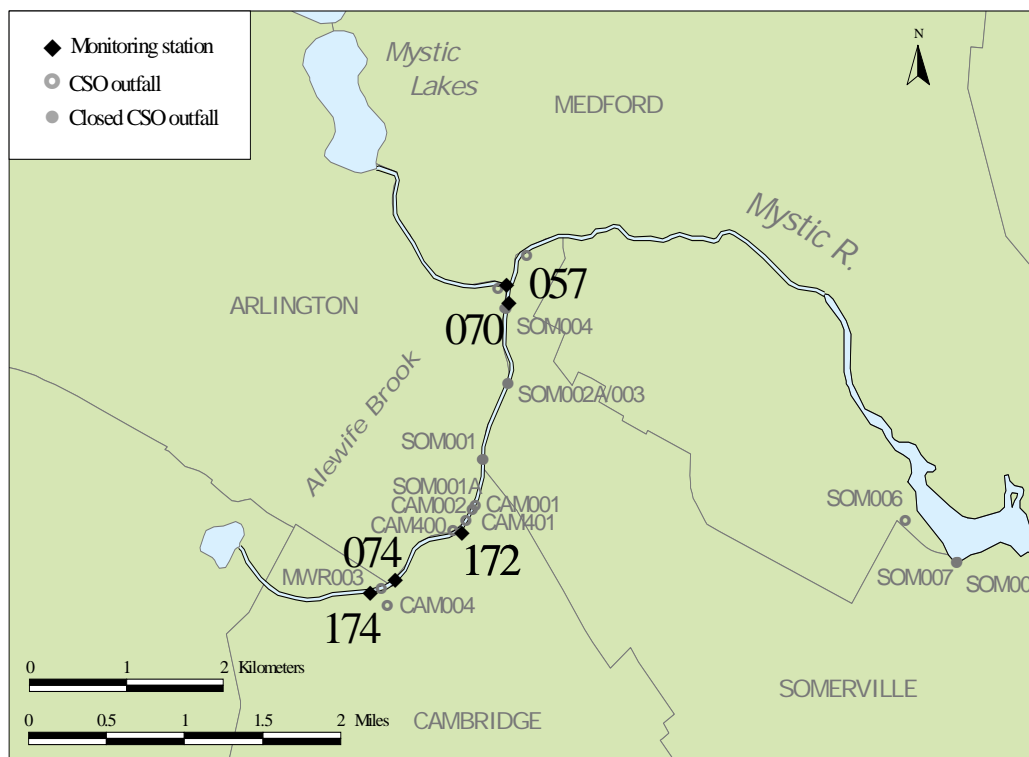 Monitoring station
CSO outfall
Closed CSO outfall
Mystic
Lakes
N
MEDFORD
Mystic R.
ARLINGTON
057
070
SOM004
Alewife Brook
SOM002A/003
SOM001
SOM001A
CAM002
CAM001
CAM400
CAM401
SOM006
074
172
MWR003
SOM007
SOM00
CAM004
174
0 1 2 Kilometers
SOMERVILLE
CAMBRIDGE
0 0.5 1 1.5 2 Miles